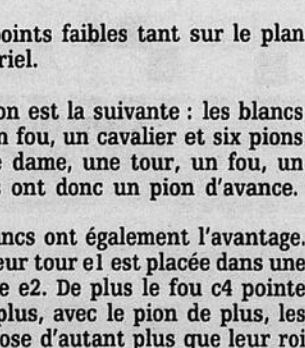 points faibles tant sur le plan
riel.
on est la suivante : les blancs
n fou, un cavalier et six pions
e dame, une tour, un fou, un
s ont donc un pion d'avance.
ncs ont également l'avantage.
eur tour e1 est placée dans une
e e2. De plus le fou c4 pointe
plus, avec le pion de plus, les
ose d'autant plus que leur roi